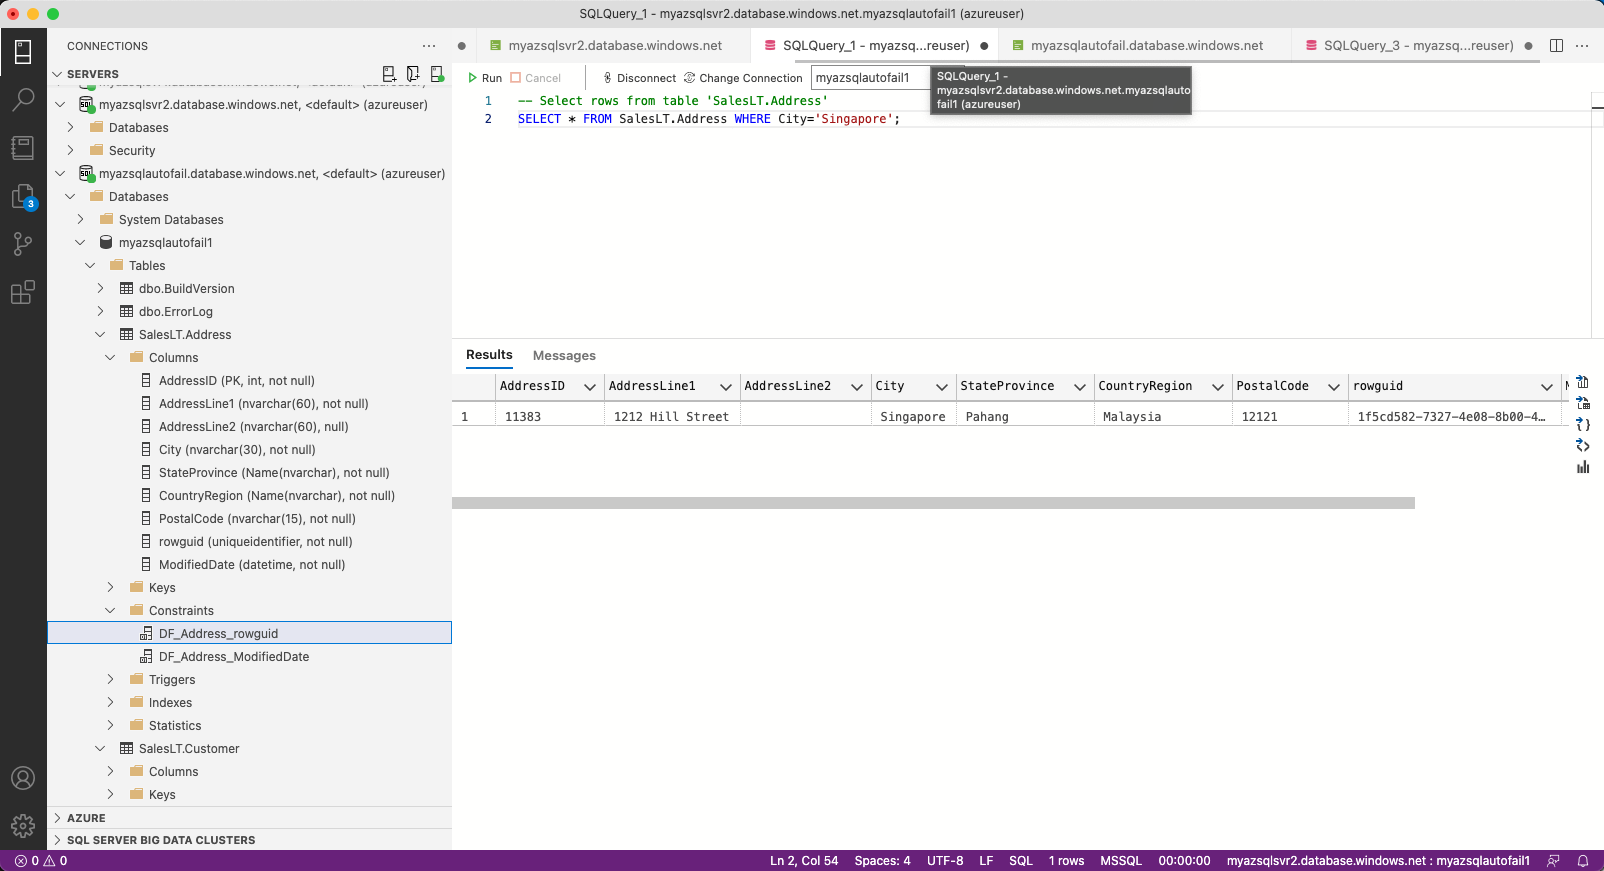 SQLQuery_1 - myazsqlsvr2.database.windows.net.myazsqlautofail1 (azureuser)
CONNECTIONS
SERVERS
myazsqlsvr2.database.windows.net, <default> (azureuser)
Databases
Security
myazsqlautofail.database.windows.net, <default> (azureuser)
Databases
System Databases
myazsqlautofail1
Tables
dbo.BuildVersion
dbo.ErrorLog
SalesLT.Address
Columns
AddressID (PK, int, not null)
AddressLine1 (nvarchar(60), not null)
AddressLine2 (nvarchar(60), null)
City (nvarchar(30), not null)
StateProvince (Name(nvarchar), not null)
CountryRegion (Name(nvarchar), not null)
PostalCode (nvarchar(15), not null)
rowguid (uniqueidentifier, not null)
ModifiedDate (datetime, not null)
Keys
Constraints
DF_Address_rowguid
DF_Address_ModifiedDate
Triggers
Indexes
Statistics
SalesLT.Customer
Columns
Keys
AZURE
SQL SERVER BIG DATA CLUSTERS
3
myazsqlsvr2.database.windows.net
SQLQuery_1 - myazsq...reuser)
myazsqlautofail.database.windows.net
SQLQuery_3 - myazsq...reuser)
Run Cancel Disconnect Change Connection myazsqlautofail1
SQLQuery_1 -
myazsqlsvr2.database.windows.net.myazsqlauto
fail1 (azureuser)
1 -- Select rows from table 'SalesLT.Address'
2 SELECT * FROM SalesLT.Address WHERE City='Singapore';
Results Messages
AddressID AddressLine1 AddressLine2 City StateProvince CountryRegion PostalCode rowguid
1 11383 1212 Hill Street Singapore Pahang Malaysia 12121 1f5cd582-7327-4e08-8b00-4…
0 0 Ln 2, Col 54 Spaces: 4 UTF-8 LF SQL 1 rows MSSQL 00:00:00 myazsqlsvr2.database.windows.net : myazsqlautofail1